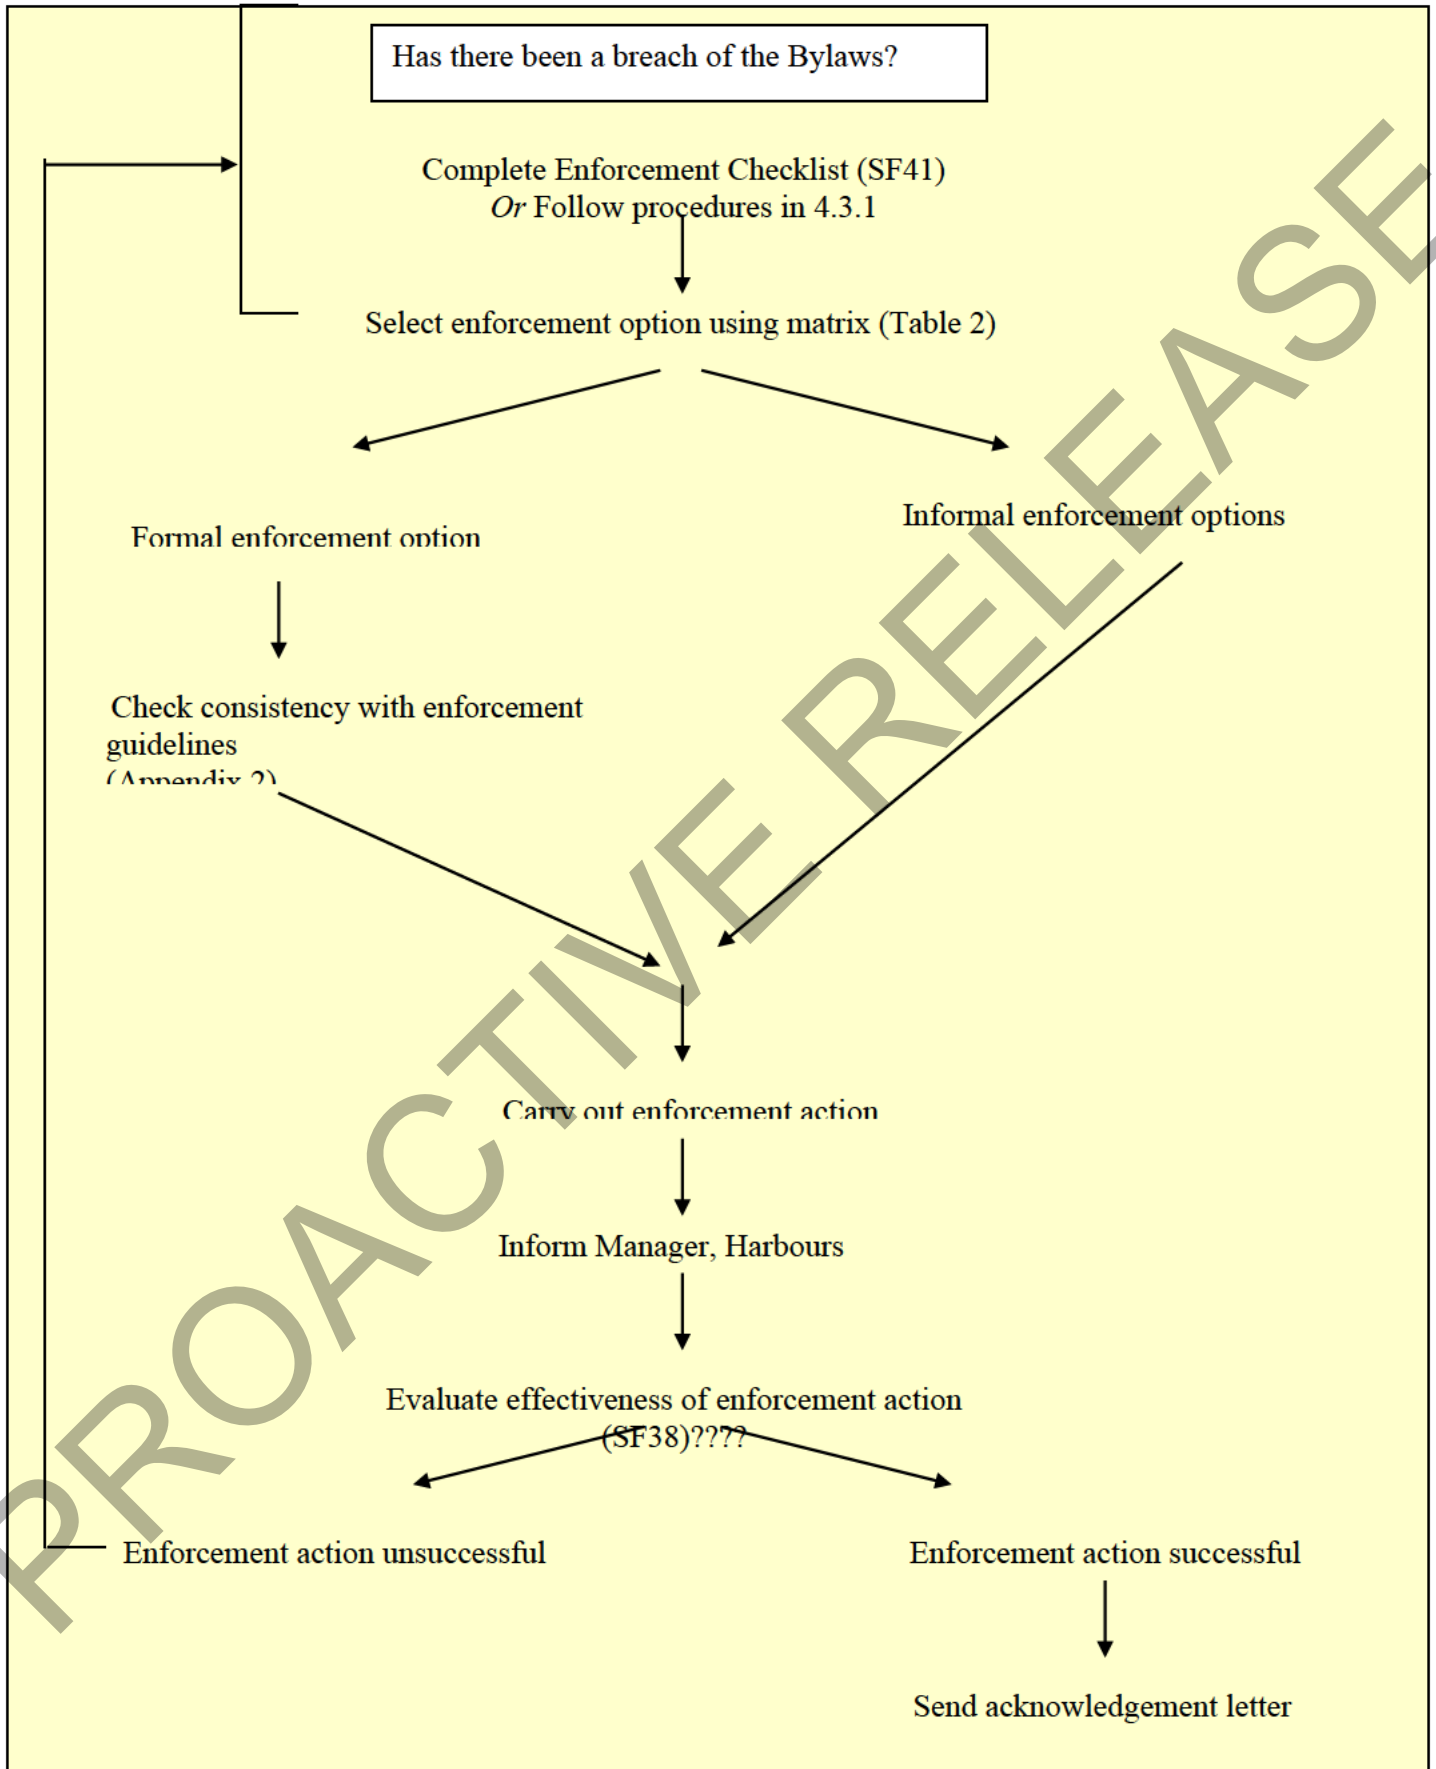 Has there been a breach of the Bylaws?
Complete Enforcement Checklist (SF41)
Or Follow procedures in 4.3.1
Select enforcement option using matrix (Table 2)
Formal enforcement option
Informal enforcement options
Check consistency with enforcement
guidelines
(Appendix 2)
Carry out enforcement action
Inform Manager, Harbours
Evaluate effectiveness of enforcement action
(SF38)????
Enforcement action unsuccessful
Enforcement action successful
Send acknowledgement letter
PROACTIVE RELEASE